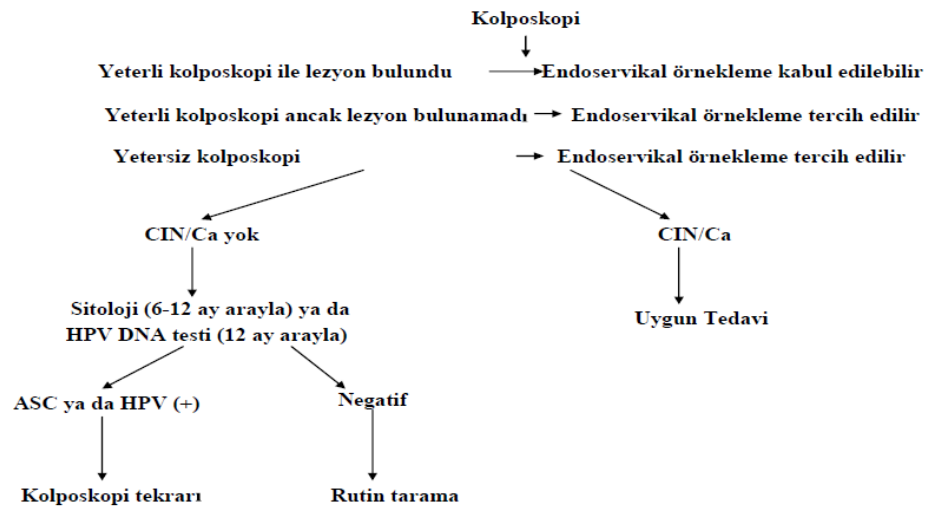 Kolposkopi
Yeterli kolposkopi ile lezyon bulundu Endoservikal örnekleme kabul edilebilir
Yeterli kolposkopi ancak lezyon bulunamadı Endoservikal örnekleme tercih edilir
Yetersiz kolposkopi Endoservikal örnekleme tercih edilir
CIN/Ca yok CIN/Ca
Sitoloji (6-12 ay arayla) ya da
HPV DNA testi (12 ay arayla)
Uygun Tedavi
ASC ya da HPV (+) Negatif
Kolposkopi tekrarı Rutin tarama